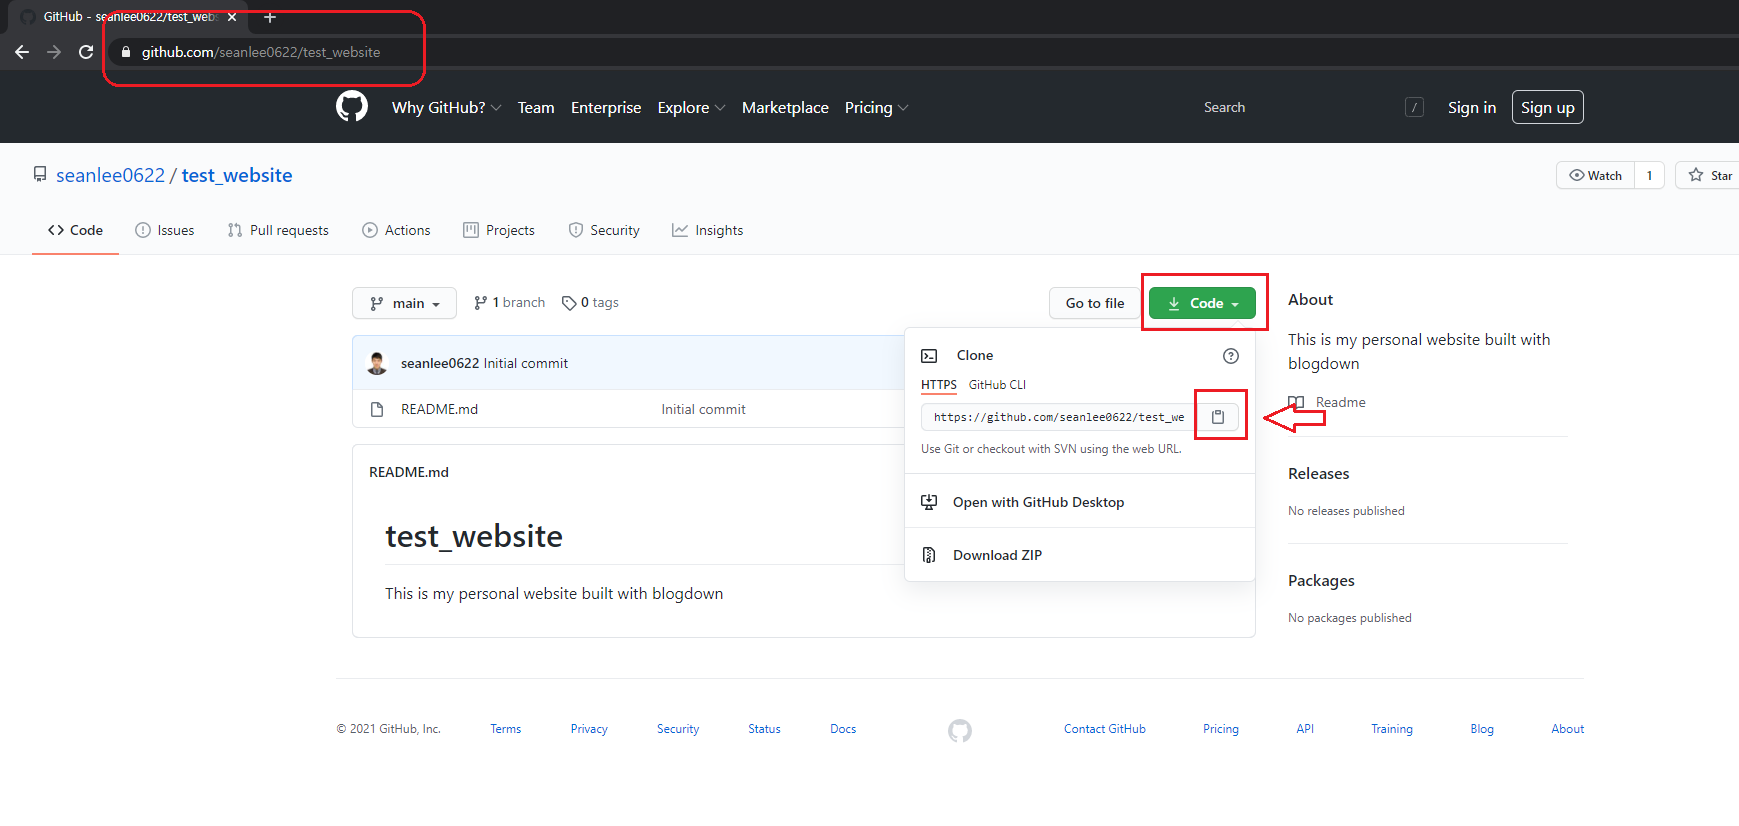 GitHub - seanlee0622/test_webs
github.com/seanlee0622/test_website
Why GitHub? Team Enterprise Explore Marketplace Pricing Search / Sign in Sign up
seanlee0622 / test_website Watch 1 Star
Code Issues Pull requests Actions Projects Security Insights
main 1 branch 0 tags Go to file Code
About
This is my personal website built with
blogdown
Readme
Releases
No releases published
Packages
No packages published
seanlee0622 Initial commit
README.md Initial commit
Clone
HTTPS GitHub CLI
https://github.com/seanlee0622/test_we
Use Git or checkout with SVN using the web URL.
Open with GitHub Desktop
Download ZIP
README.md
test_website
This is my personal website built with blogdown
© 2021 GitHub, Inc. Terms Privacy Security Status Docs Contact GitHub Pricing API Training Blog About